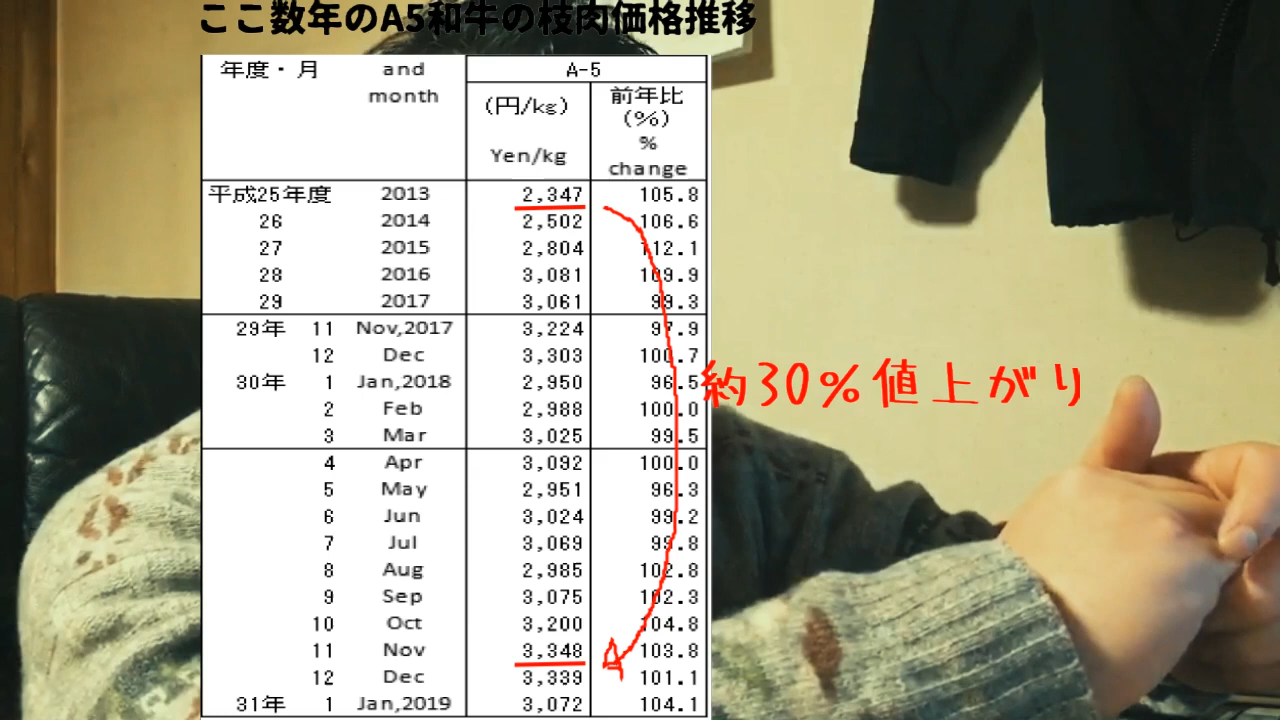 ここ数年のA5和牛の枝肉価格推移
年度・月 and month A-5
(円/kg) Yen/kg 前年比 (%) % change
平成25年度 2013 2,347 105.8
26 2014 2,502 106.6
27 2015 2,804 112.1
28 2016 3,081 109.9
29 2017 3,061 99.3
29年 11 Nov,2017 3,224 97.9
12 Dec 3,303 100.7
30年 1 Jan,2018 2,950 96.5
2 Feb 2,988 100.0
3 Mar 3,025 99.5
4 Apr 3,092 100.0
5 May 2,951 96.3
6 Jun 3,024 99.2
7 Jul 3,069 99.8
8 Aug 2,985 102.8
9 Sep 3,075 102.3
10 Oct 3,200 104.8
11 Nov 3,348 103.8
12 Dec 3,339 101.1
31年 1 Jan,2019 3,072 104.1
約30%値上がり